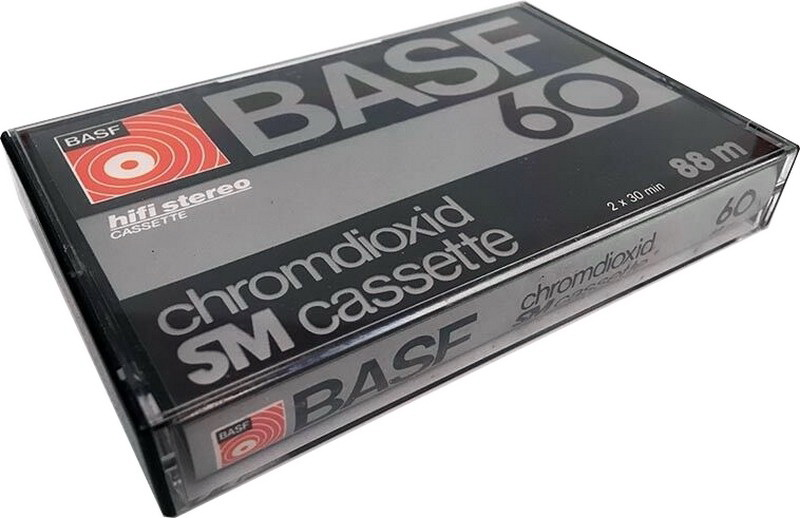 BASF
BASF
60
hifi stereo
CASSETTE
2 x 30 min
88 m
chromdioxid
SM cassette
BASF
BASF
chromdioxid
SM cassette
60